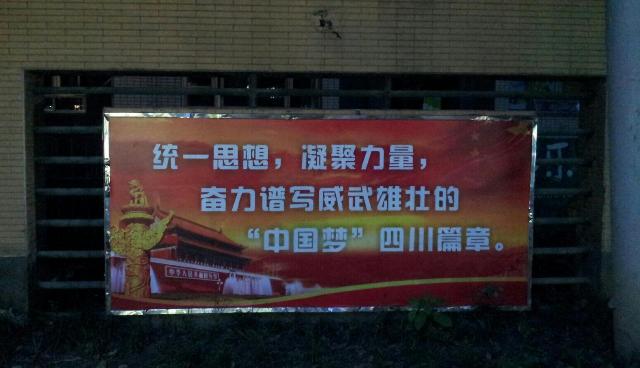 统一思想，凝聚力量，
奋力谱写威武雄壮的
“中国梦”四川篇章。
乐